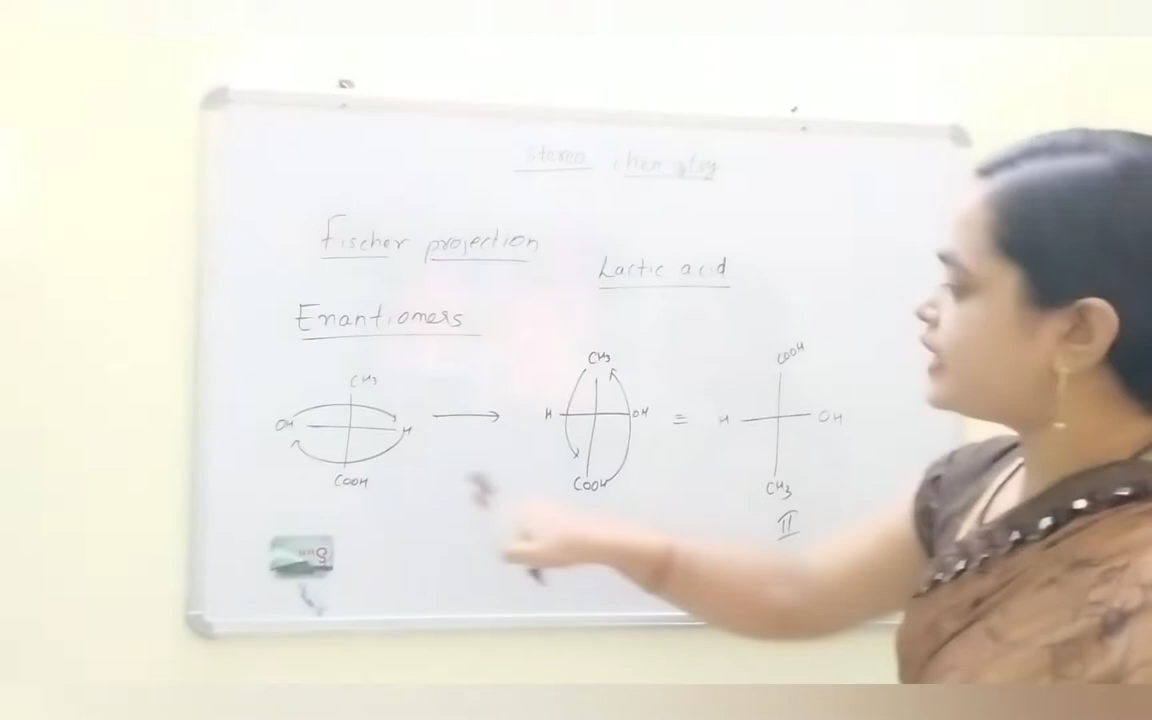 Stereo chemistry
Fischer projection
Lactic acid
Enantiomers
CH3
OH H
COOH
CH3
H OH
COOH
=
COOH
H OH
CH3
II